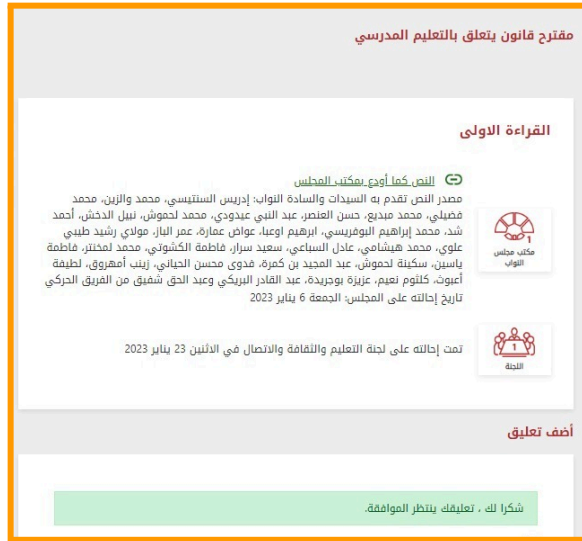 مقترح قانون يتعلق بالتعليم المدرسي
القراءة الاولى
النص كما أودع بمكتب المجلس
مصدر النص تقدم به السيدات والسادة النواب: إدريس السنتيسي، محمد والزين، محمد
فضيلي، محمد مبديع، حسن العنصر، عبد النبي عيدودي، محمد لحموش، نبيل الدخش، أحمد
شد، محمد إبراهيم البوفريسي، ابرهيم اوعبا، عواض عمارة، عمر الباز، مولاي رشيد طيبي
علوي، محمد هيشامي، عادل السباعي، سعيد سرار، فاطمة الكشوتي، محمد لمخنتر، فاطمة
ياسين، سكينة لحموش، عبد المجيد بن كمرة، فدوى محسن الحياني، زينب أمهروق، لطيفة
أعبوث، كلثوم نعيم، عزيزة بوجريدة، عبد القادر البريكي وعبد الحق شفيق من الفريق الحركي
تاريخ إحالته على المجلس: الجمعة 6 يناير 2023
1
مكتب مجلس
النواب
تمت إحالته على لجنة التعليم والثقافة والاتصال في الاثنين 23 يناير 2023
1
اللجنة
أضف تعليق
شكرا لك ، تعليقك ينتظر الموافقة.